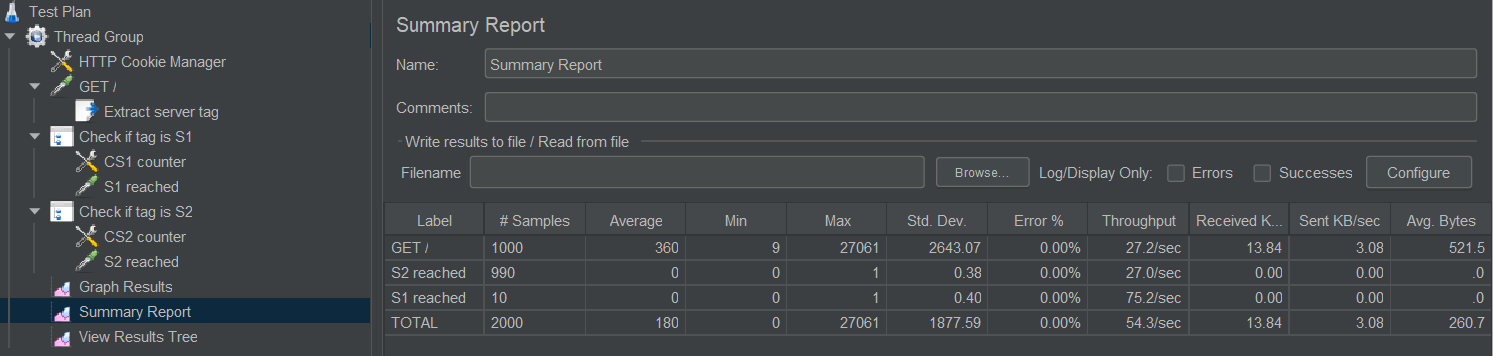 Test Plan
Thread Group
HTTP Cookie Manager
GET /
Extract server tag
Check if tag is S1
CS1 counter
S1 reached
Check if tag is S2
CS2 counter
S2 reached
Graph Results
Summary Report
View Results Tree
Summary Report
Name: Summary Report
Comments:
Write results to file / Read from file
Filename Browse... Log/Display Only: Errors Successes Configure
Label # Samples Average Min Max Std. Dev. Error % Throughput Received K... Sent KB/sec Avg. Bytes
GET / 1000 360 9 27061 2643.07 0.00% 27.2/sec 13.84 3.08 521.5
S2 reached 990 0 0 1 0.38 0.00% 27.0/sec 0.00 0.00 .0
S1 reached 10 0 0 1 0.40 0.00% 75.2/sec 0.00 0.00 .0
TOTAL 2000 180 0 27061 1877.59 0.00% 54.3/sec 13.84 3.08 260.7